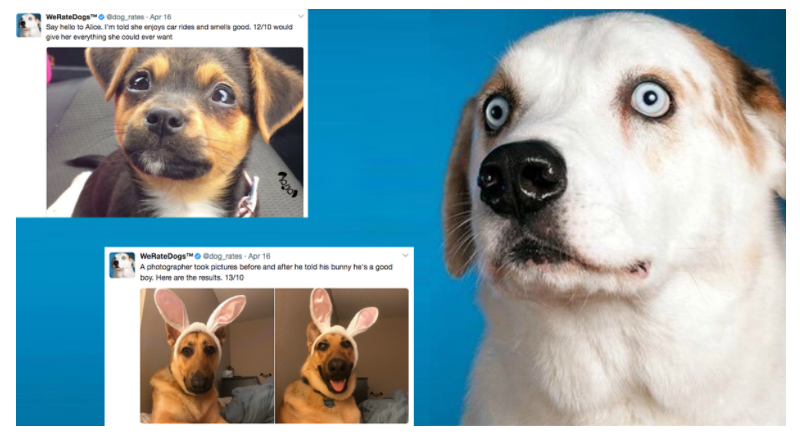 WeRateDogs™ @dog_rates · Apr 16
Say hello to Alice. I'm told she enjoys car rides and smells good. 12/10 would
give her everything she could ever want
WeRateDogs™ @dog_rates · Apr 16
A photographer took pictures before and after he told his bunny he's a good
boy. Here are the results. 13/10